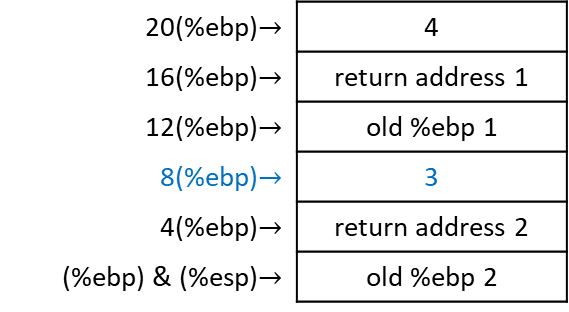 20(%ebp)→ 4
16(%ebp)→ return address 1
12(%ebp)→ old %ebp 1
8(%ebp)→ 3
4(%ebp)→ return address 2
(%ebp) & (%esp)→ old %ebp 2